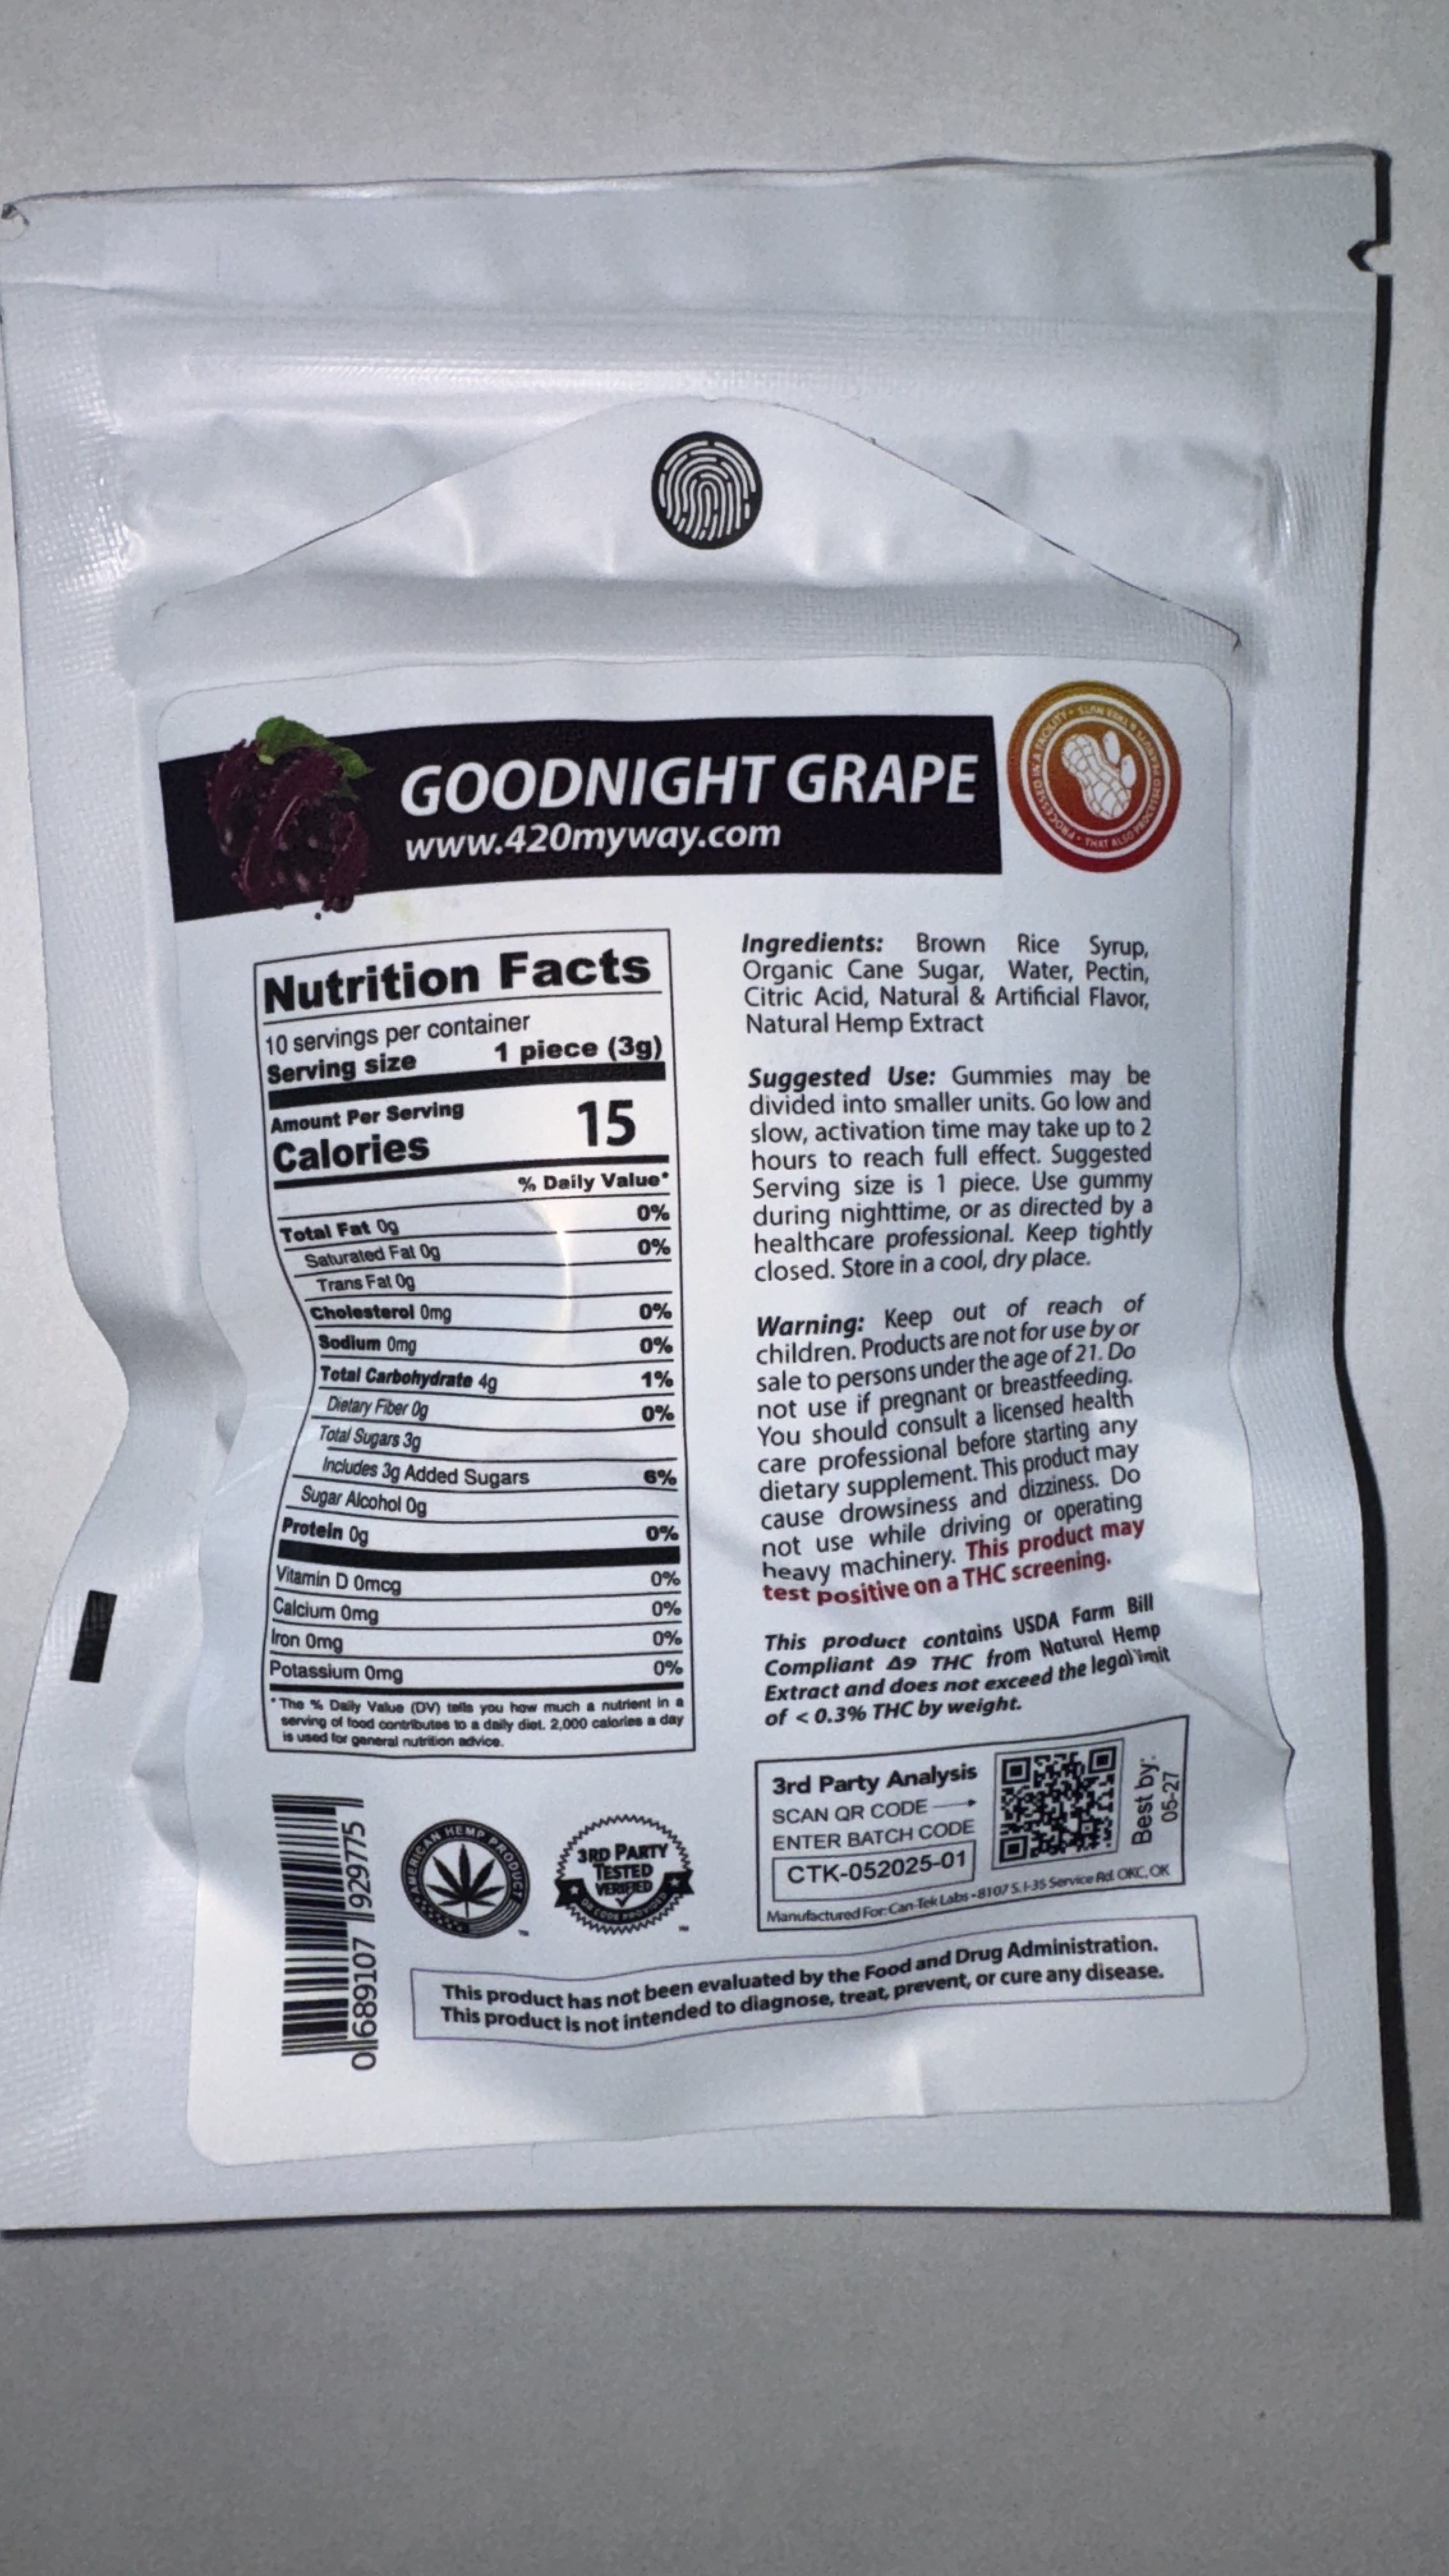 GOODNIGHT GRAPE
www.420myway.com
PROCESSED IN A FACILITY • THAT ALSO PROCESSED PEANUTS & TREE NUTS •
Nutrition Facts
10 servings per container
Serving size 1 piece (3g)
Amount Per Serving
Calories 15
% Daily Value*
Total Fat 0g 0%
Saturated Fat 0g 0%
Trans Fat 0g
Cholesterol 0mg 0%
Sodium 0mg 0%
Total Carbohydrate 4g 1%
Dietary Fiber 0g 0%
Total Sugars 3g
Includes 3g Added Sugars 6%
Sugar Alcohol 0g
Protein 0g 0%
Vitamin D 0mcg 0%
Calcium 0mg 0%
Iron 0mg 0%
Potassium 0mg 0%
*The % Daily Value (DV) tells you how much a nutrient in a
serving of food contributes to a daily diet. 2,000 calories a day
is used for general nutrition advice.
Ingredients: Brown Rice Syrup,
Organic Cane Sugar, Water, Pectin,
Citric Acid, Natural & Artificial Flavor,
Natural Hemp Extract
Suggested Use: Gummies may be
divided into smaller units. Go low and
slow, activation time may take up to 2
hours to reach full effect. Suggested
Serving size is 1 piece. Use gummy
during nighttime, or as directed by a
healthcare professional. Keep tightly
closed. Store in a cool, dry place.
Warning: Keep out of reach of
children. Products are not for use by or
sale to persons under the age of 21. Do
not use if pregnant or breastfeeding.
You should consult a licensed health
care professional before starting any
dietary supplement. This product may
cause drowsiness and dizziness. Do
not use while driving or operating
heavy machinery. This product may
test positive on a THC screening.
This product contains USDA Farm Bill
Compliant Δ9 THC from Natural Hemp
Extract and does not exceed the legal limit
of < 0.3% THC by weight.
3rd Party Analysis
SCAN QR CODE
ENTER BATCH CODE
CTK-052025-01
Best by:
05-27
Manufactured For: Can-Tek Labs - 8107 S. I-35 Service Rd. OKC, OK
0 689107 929775
AMERICAN HEMP PRODUCT
™
3RD PARTY
TESTED
VERIFIED
QR CODE PROVIDED
™
This product has not been evaluated by the Food and Drug Administration.
This product is not intended to diagnose, treat, prevent, or cure any disease.